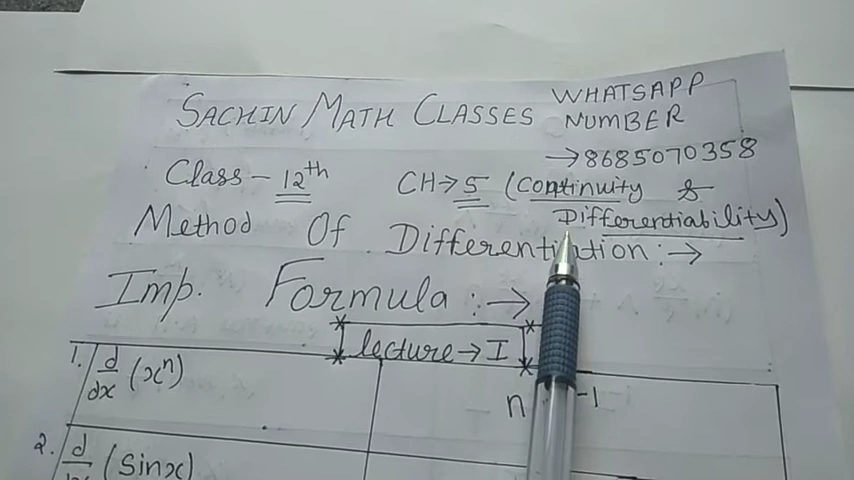 SACHIN MATH CLASSES
WHATSAPP
NUMBER
→8685070358
Class - 12th
CH→5 (Continuity &
Differentiability)
Method Of Differentiation:→
Imp. Formula:→
lecture→I
1. d/dx (xⁿ)
n -1
2. d (Sinx)